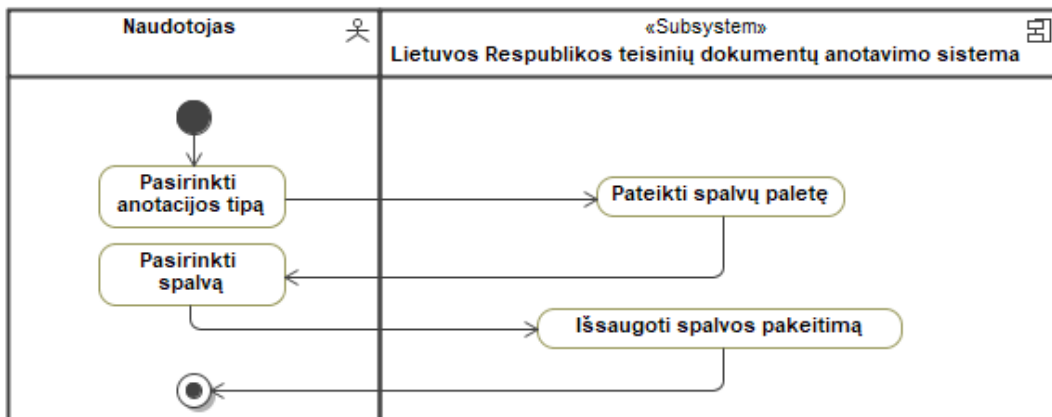 Naudotojas
«Subsystem»
Lietuvos Respublikos teisinių dokumentų anotavimo sistema
Pasirinkti
anotacijos tipą
Pateikti spalvų paletę
Pasirinkti
spalvą
Išsaugoti spalvos pakeitimą